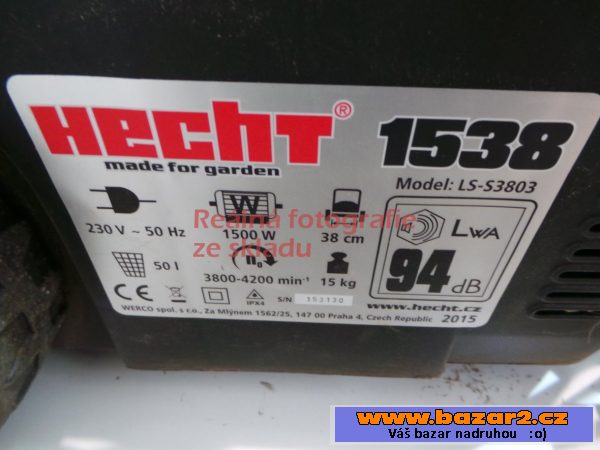 HECHT ® 1538
made for garden
Model: LS-S3803
230 V ~ 50 Hz
W
1500 W
38 cm
LWA
94 dB
50 l
n0
3800-4200 min-1
15 kg
Reálná fotografie
ze skladu
CE
IPX4
S/N 153130
www.hecht.cz
WERCO spol. s r.o., Za Mlýnem 1562/25, 147 00 Praha 4, Czech Republic 2015
www.bazar2.cz
Váš bazar nadruhou :o)